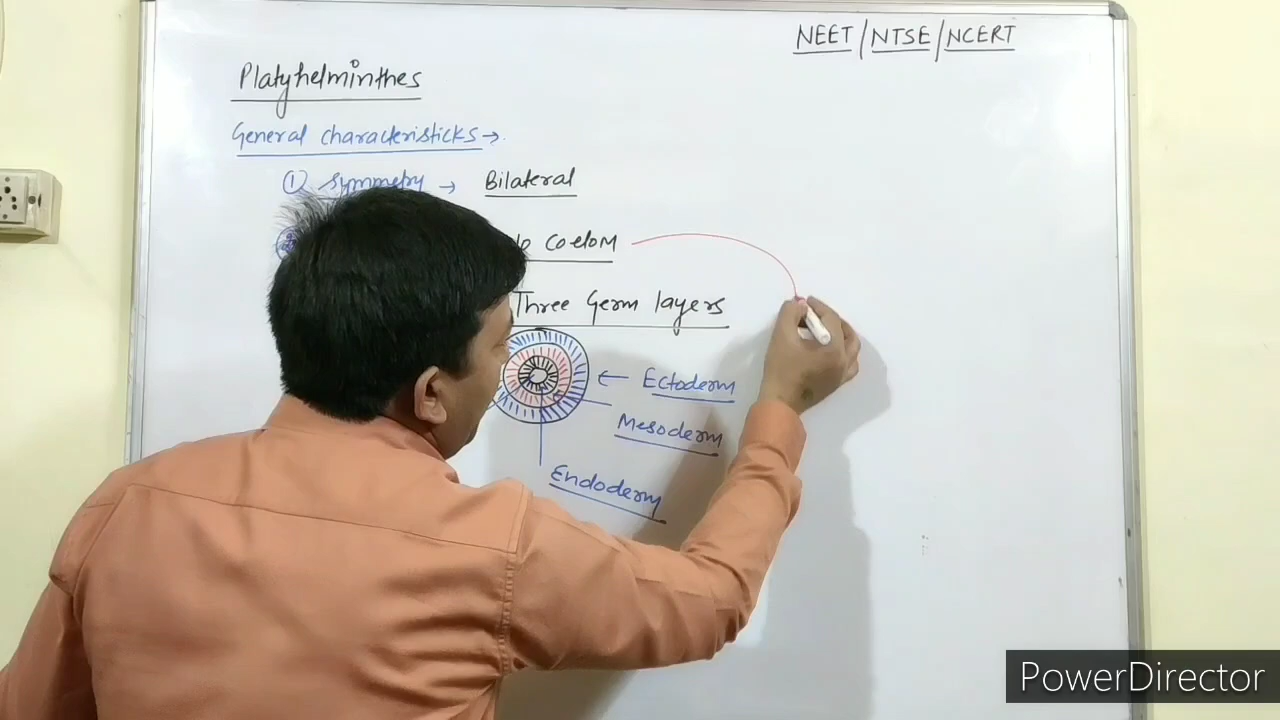 NEET/NTSE/NCERT
Platyhelminthes
General characteristicks →
① Symmetry → Bilateral
Coelom
Three Germ layers
← Ectoderm
Mesoderm
Endoderm
PowerDirector